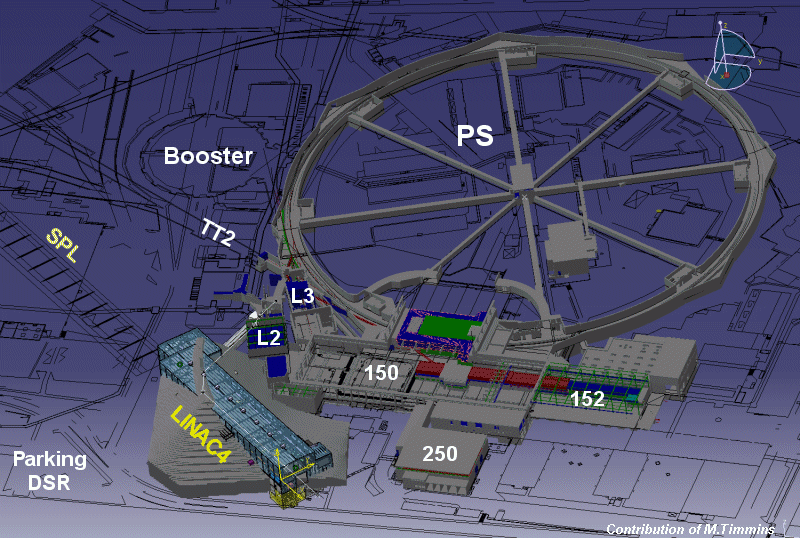 z
y
x
PS
Booster
TT2
SPL
L3
L2
150
152
LINAC4
250
Parking
DSR
Contribution of M.Timmins